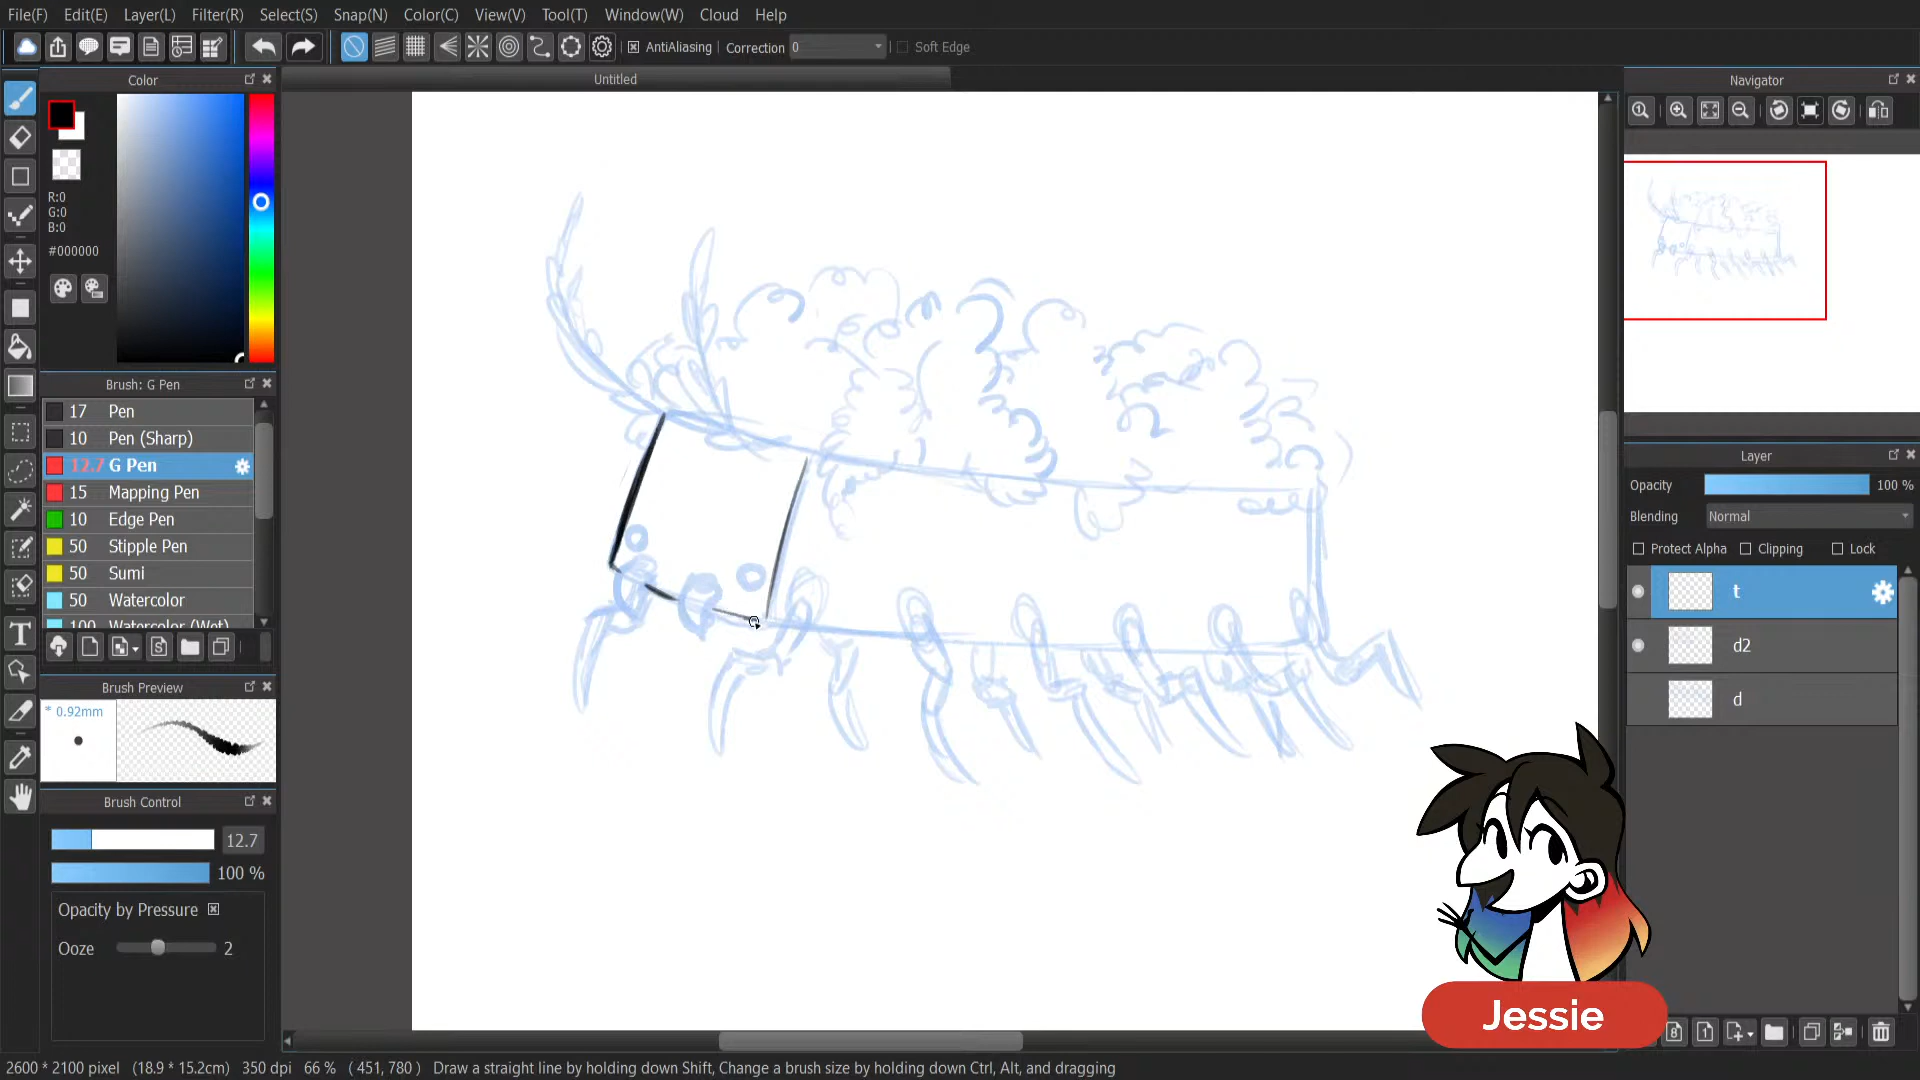 File(F) Edit(E) Layer(L) Filter(R) Select(S) Snap(N) Color(C) View(V) Tool(T) Window(W) Cloud Help
AntiAliasing Correction 0 Soft Edge
Color
Untitled
Navigator
R:0
G:0
B:0
#000000
Brush: G Pen
17 Pen
10 Pen (Sharp)
12.7 G Pen
15 Mapping Pen
10 Edge Pen
50 Stipple Pen
50 Sumi
50 Watercolor
100 Watercolor (Wet)
Brush Preview
* 0.92mm
Brush Control
12.7
100 %
Opacity by Pressure
Ooze 2
Layer
Opacity 100 %
Blending Normal
Protect Alpha Clipping Lock
t
d2
d
Jessie
8 1
2600 * 2100 pixel (18.9 * 15.2cm) 350 dpi 66 % ( 451, 780 ) Draw a straight line by holding down Shift, Change a brush size by holding down Ctrl, Alt, and dragging